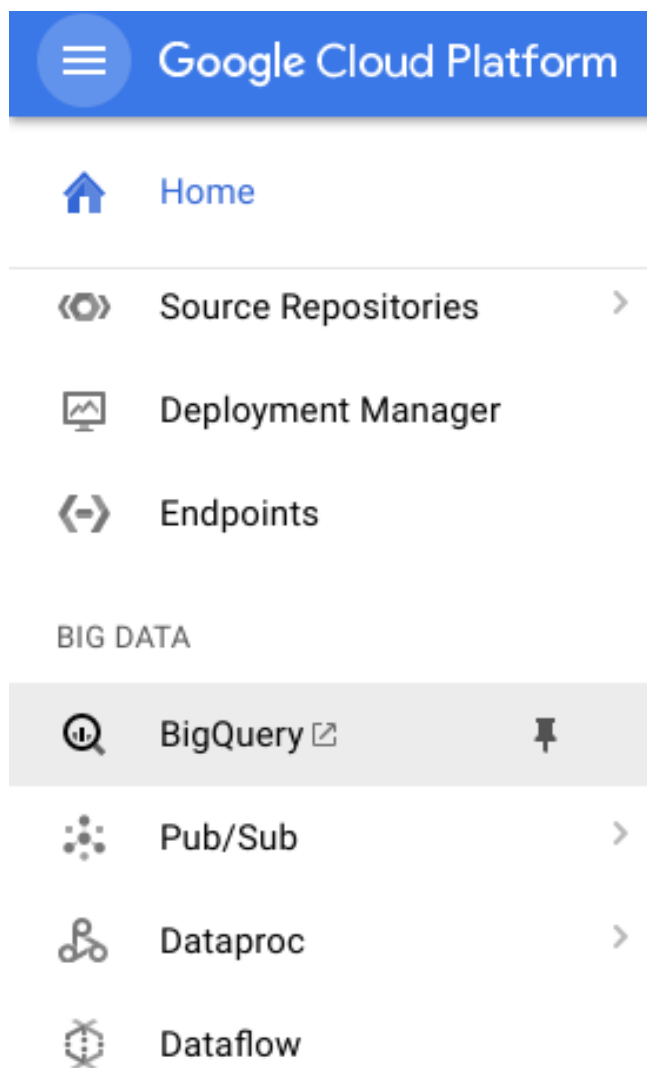 Google Cloud Platform
Home
Source Repositories
Deployment Manager
Endpoints
BIG DATA
BigQuery
Pub/Sub
Dataproc
Dataflow